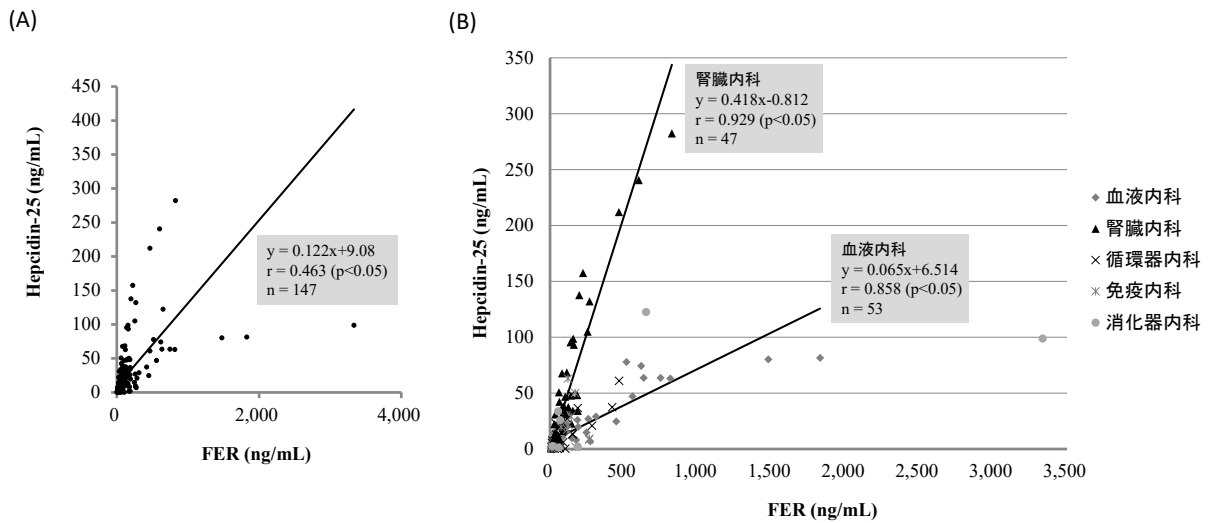 (A)
450
400
350
300
250
200
150
100
50
0
Hepcidin-25 (ng/mL)
y = 0.122x+9.08
r = 0.463 (p<0.05)
n = 147
0
2,000
4,000
FER (ng/mL)
(B)
350
300
250
200
150
100
50
0
Hepcidin-25 (ng/mL)
腎臓内科
y = 0.418x-0.812
r = 0.929 (p<0.05)
n = 47
血液内科
y = 0.065x+6.514
r = 0.858 (p<0.05)
n = 53
0
500
1,000
1,500
2,000
2,500
3,000
3,500
FER (ng/mL)
血液内科
腎臓内科
循環器内科
免疫内科
消化器内科